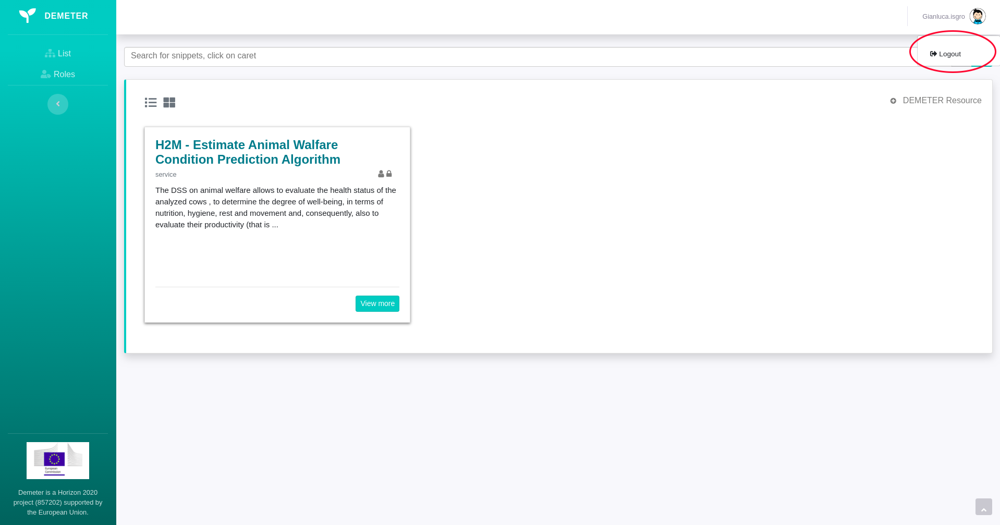 DEMETER
Gianluca.isgro
List
Roles
Search for snippets, click on caret
Logout
DEMETER Resource
H2M - Estimate Animal Walfare
Condition Prediction Algorithm
service
The DSS on animal welfare allows to evaluate the health status of the
analyzed cows , to determine the degree of well-being, in terms of
nutrition, hygiene, rest and movement and, consequently, also to
evaluate their productivity (that is ...
View more
European
Commission
Demeter is a Horizon 2020
project (857202) supported by
the European Union.